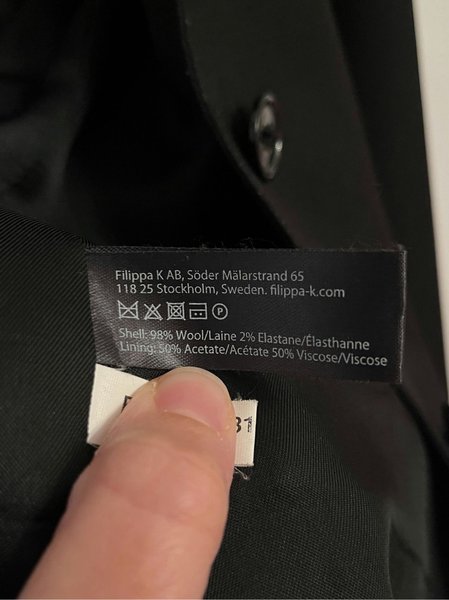 Filippa K AB, Söder Mälarstrand 65
118 25 Stockholm, Sweden. filippa-k.com
P
Shell: 98% Wool/Laine 2% Elastane/Élasthanne
Lining: 50% Acetate/Acétate 50% Viscose/Viscose
31